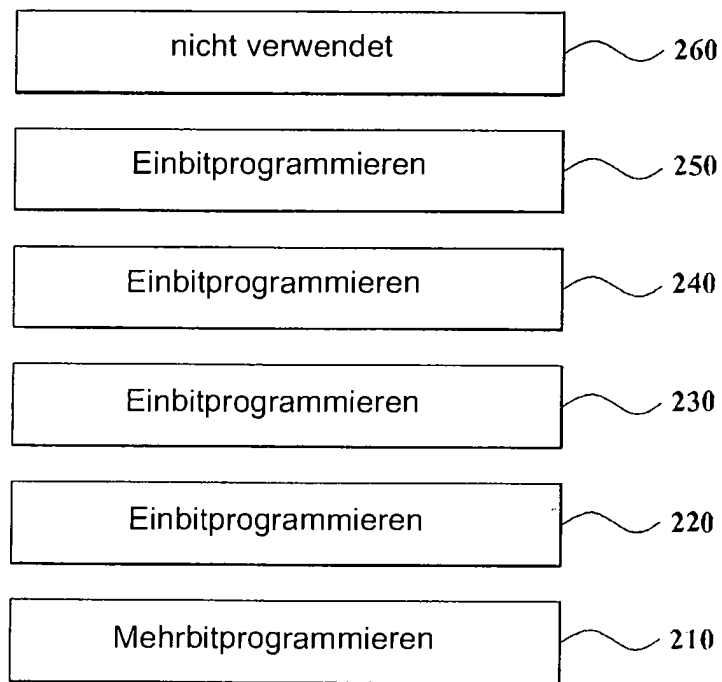 nicht verwendet 260
Einbitprogrammieren 250
Einbitprogrammieren 240
Einbitprogrammieren 230
Einbitprogrammieren 220
Mehrbitprogrammieren 210